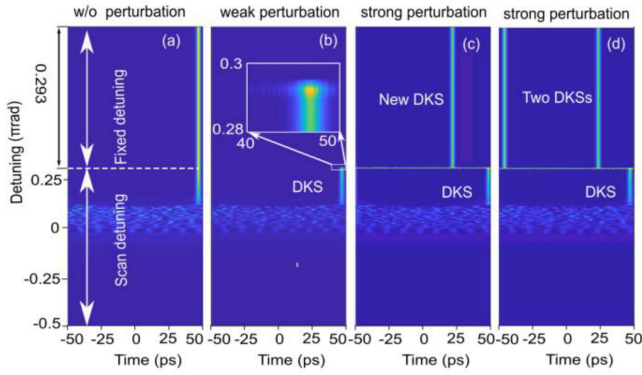 w/o perturbation weak perturbation strong perturbation strong perturbation
(a) (b) (c) (d)
0.3
0.28
40 50
New DKS
Two DKSs
DKS DKS DKS
Detuning (πrad)
0.293
Fixed detuning
Scan detuning
0.25
0
-0.25
-0.5
-50 -25 0 25 50 -50 -25 0 25 50 -50 -25 0 25 50 -50 -25 0 25 50
Time (ps) Time (ps) Time (ps) Time (ps)